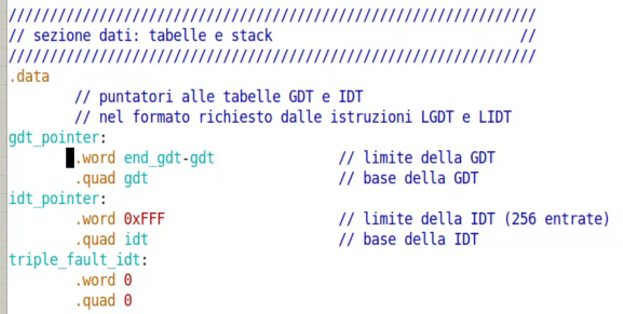 /////////////////////////////////////////////////////////////////
// sezione dati: tabelle e stack                               //
/////////////////////////////////////////////////////////////////
.data
// puntatori alle tabelle GDT e IDT
// nel formato richiesto dalle istruzioni LGDT e LIDT
gdt_pointer:
.word end_gdt-gdt // limite della GDT
.quad gdt // base della GDT
idt_pointer:
.word 0xFFF // limite della IDT (256 entrate)
.quad idt // base della IDT
triple_fault_idt:
.word 0
.quad 0